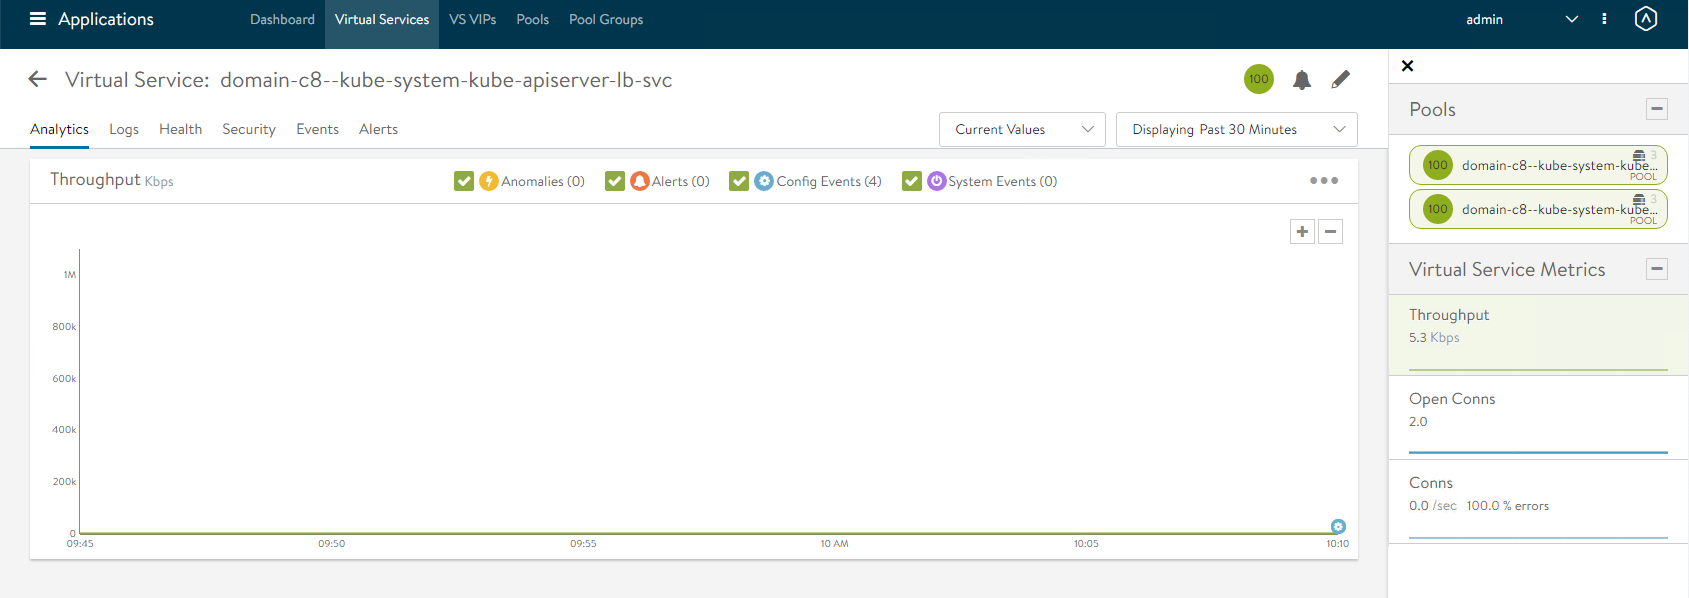 Applications
Dashboard
Virtual Services
VS VIPs
Pools
Pool Groups
admin
Virtual Service: domain-c8--kube-system-kube-apiserver-lb-svc
100
Analytics
Logs
Health
Security
Events
Alerts
Current Values
Displaying Past 30 Minutes
Throughput Kbps
Anomalies (0)
Alerts (0)
Config Events (4)
System Events (0)
1M
800k
600k
400k
200k
0
09:45
09:50
09:55
10 AM
10:05
10:10
Pools
100
domain-c8--kube-system-kube...
3
POOL
100
domain-c8--kube-system-kube...
3
POOL
Virtual Service Metrics
Throughput
5.3 Kbps
Open Conns
2.0
Conns
0.0 /sec 100.0 % errors